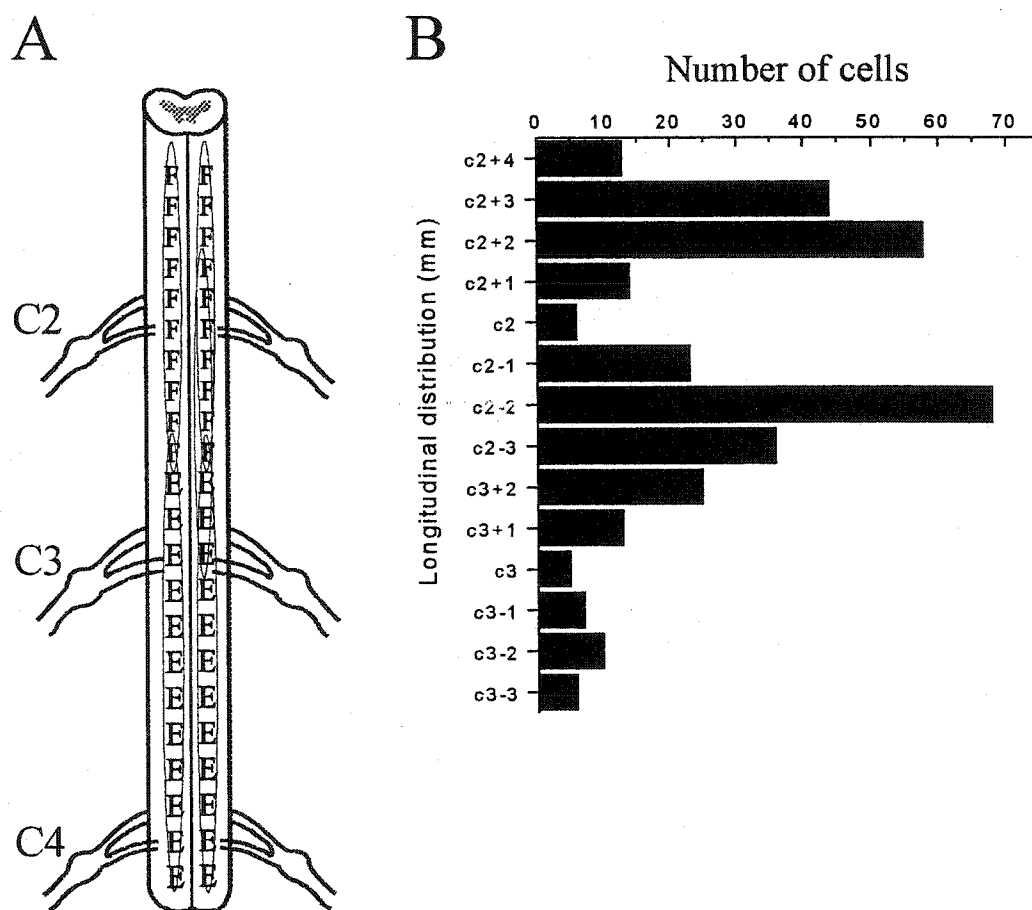 A
F F
F F
F F
F F
F F
C2 F F
F F
F F
F F
F F
E E
E E
C3 E E
E E
E E
E E
E E
E E
E E
E E
C4 E E
E E
B
Number of cells
0 10 20 30 40 50 60 70
Longitudinal distribution (mm)
c2+4
c2+3
c2+2
c2+1
c2
c2-1
c2-2
c2-3
c3+2
c3+1
c3
c3-1
c3-2
c3-3